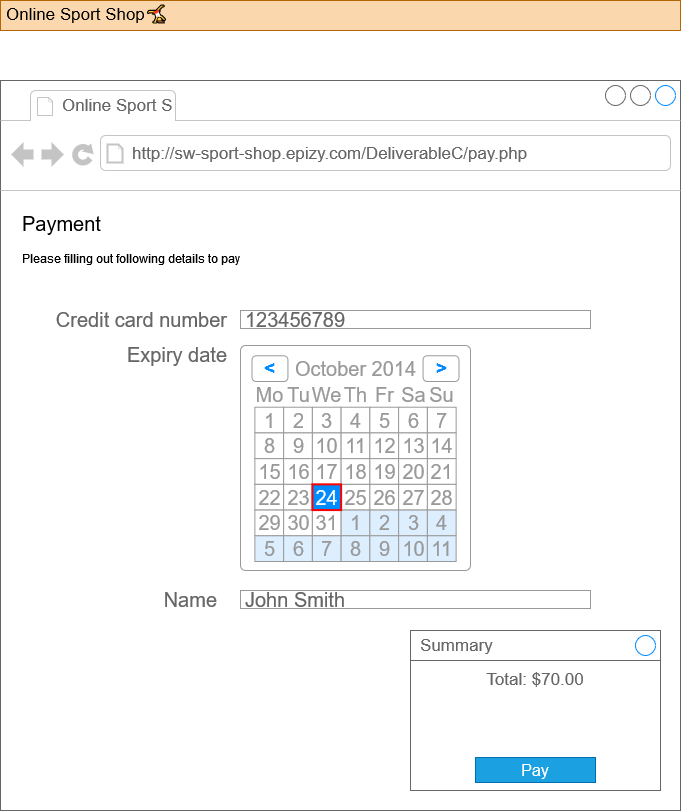 Online Sport Shop
Online Sport S
http://sw-sport-shop.epizy.com/DeliverableC/pay.php
Payment
Please filling out following details to pay
Credit card number 123456789
Expiry date
< October 2014 >
Mo Tu We Th Fr Sa Su
1 2 3 4 5 6 7
8 9 10 11 12 13 14
15 16 17 18 19 20 21
22 23 24 25 26 27 28
29 30 31 1 2 3 4
5 6 7 8 9 10 11
Name John Smith
Summary
Total: $70.00
Pay